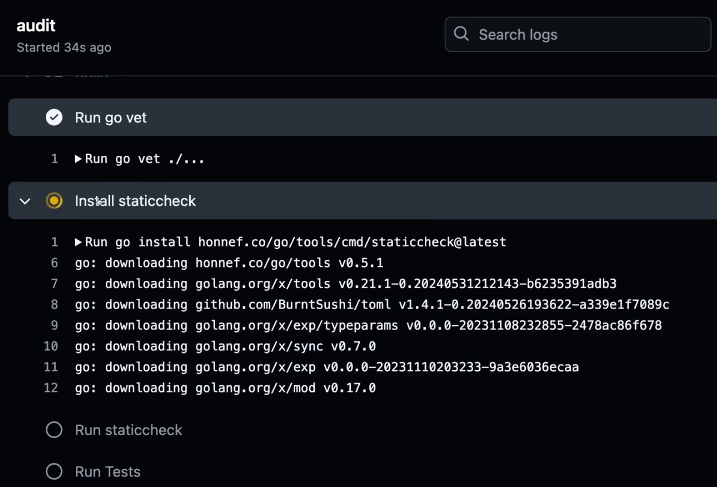 audit
Started 34s ago
Search logs
Run go vet
1 ▶Run go vet ./...
Install staticcheck
1 ▶Run go install honnef.co/go/tools/cmd/staticcheck@latest
6 go: downloading honnef.co/go/tools v0.5.1
7 go: downloading golang.org/x/tools v0.21.1-0.20240531212143-b6235391adb3
8 go: downloading github.com/BurntSushi/toml v1.4.1-0.20240526193622-a339e1f7089c
9 go: downloading golang.org/x/exp/typeparams v0.0.0-20231108232855-2478ac86f678
10 go: downloading golang.org/x/sync v0.7.0
11 go: downloading golang.org/x/exp v0.0.0-20231110203233-9a3e6036ecaa
12 go: downloading golang.org/x/mod v0.17.0
Run staticcheck
Run Tests